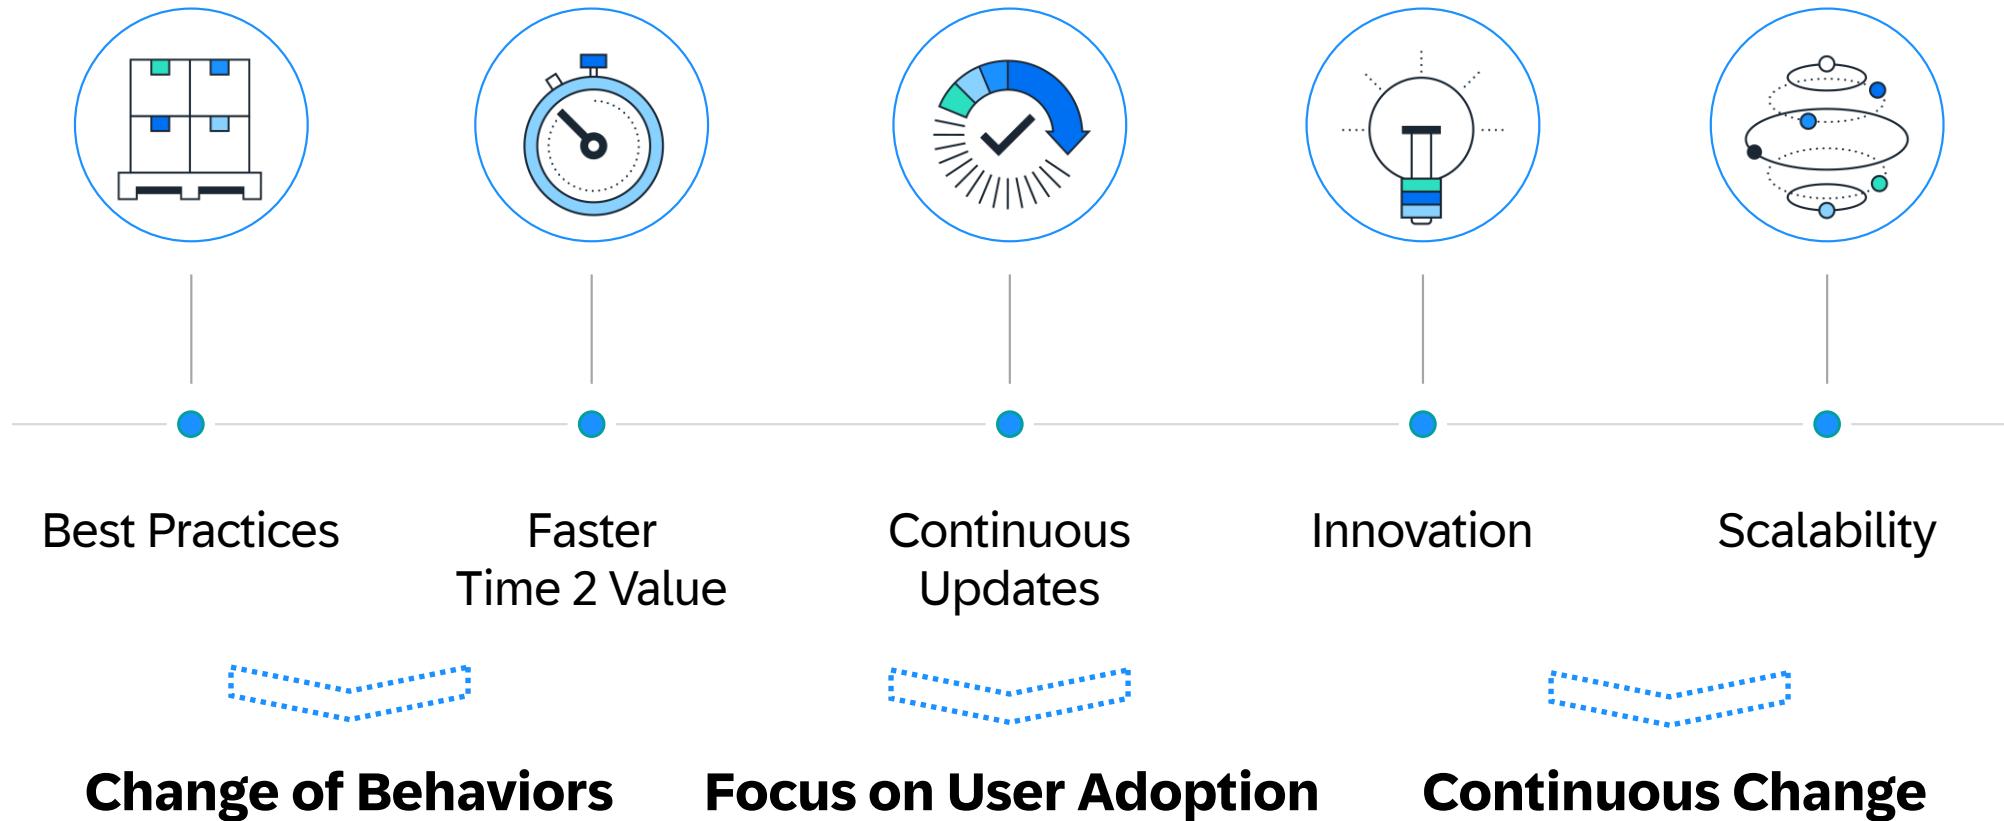 Best Practices
Faster
Time 2 Value
Continuous
Updates
Innovation
Scalability
Change of Behaviors
Focus on User Adoption
Continuous Change